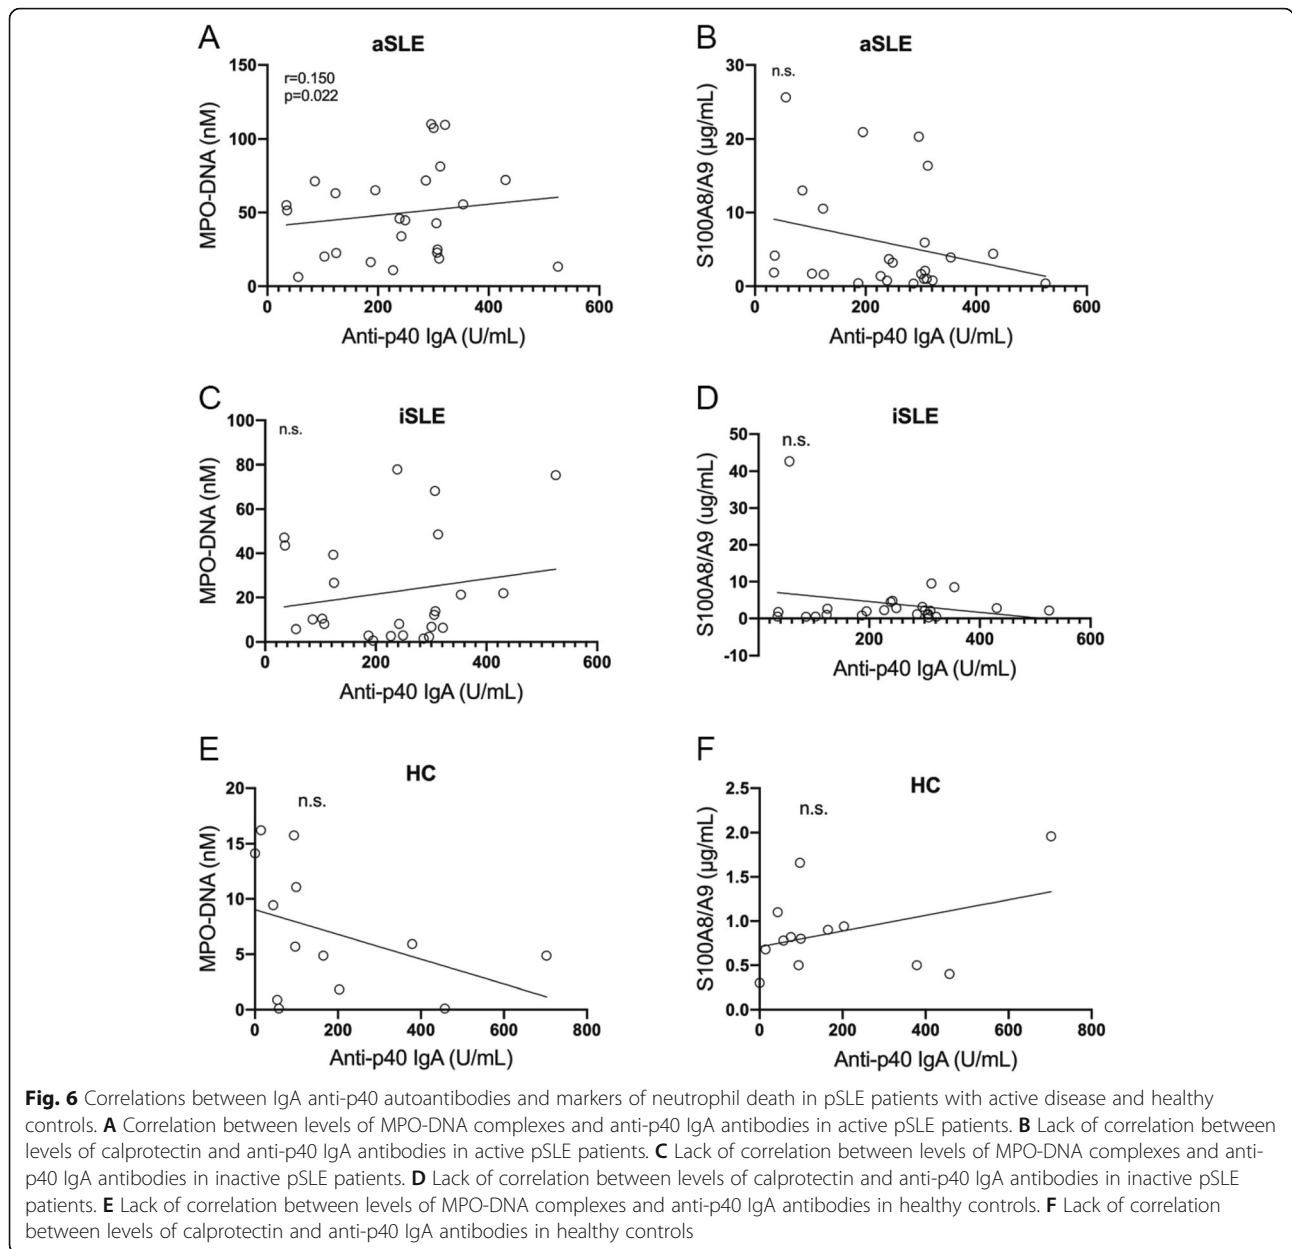 A
aSLE
r=0.150
p=0.022
150
100
50
0
MPO-DNA (nM)
0 200 400 600
Anti-p40 IgA (U/mL)
B
aSLE
n.s.
30
20
10
0
S100A8/A9 (µg/mL)
0 200 400 600
Anti-p40 IgA (U/mL)
C
iSLE
n.s.
100
80
60
40
20
0
MPO-DNA (nM)
0 200 400 600
Anti-p40 IgA (U/mL)
D
iSLE
n.s.
50
40
30
20
10
0
-10
S100A8/A9 (ug/mL)
200 400 600
Anti-p40 IgA (U/mL)
E
HC
n.s.
20
15
10
5
0
MPO-DNA (nM)
0 200 400 600 800
Anti-p40 IgA (U/mL)
F
HC
n.s.
2.5
2.0
1.5
1.0
0.5
0.0
S100A8/A9 (µg/mL)
0 200 400 600 800
Anti-p40 IgA (U/mL)
Fig. 6 Correlations between IgA anti-p40 autoantibodies and markers of neutrophil death in pSLE patients with active disease and healthy
controls. A Correlation between levels of MPO-DNA complexes and anti-p40 IgA antibodies in active pSLE patients. B Lack of correlation between
levels of calprotectin and anti-p40 IgA antibodies in active pSLE patients. C Lack of correlation between levels of MPO-DNA complexes and anti-
p40 IgA antibodies in inactive pSLE patients. D Lack of correlation between levels of calprotectin and anti-p40 IgA antibodies in inactive pSLE
patients. E Lack of correlation between levels of MPO-DNA complexes and anti-p40 IgA antibodies in healthy controls. F Lack of correlation
between levels of calprotectin and anti-p40 IgA antibodies in healthy controls